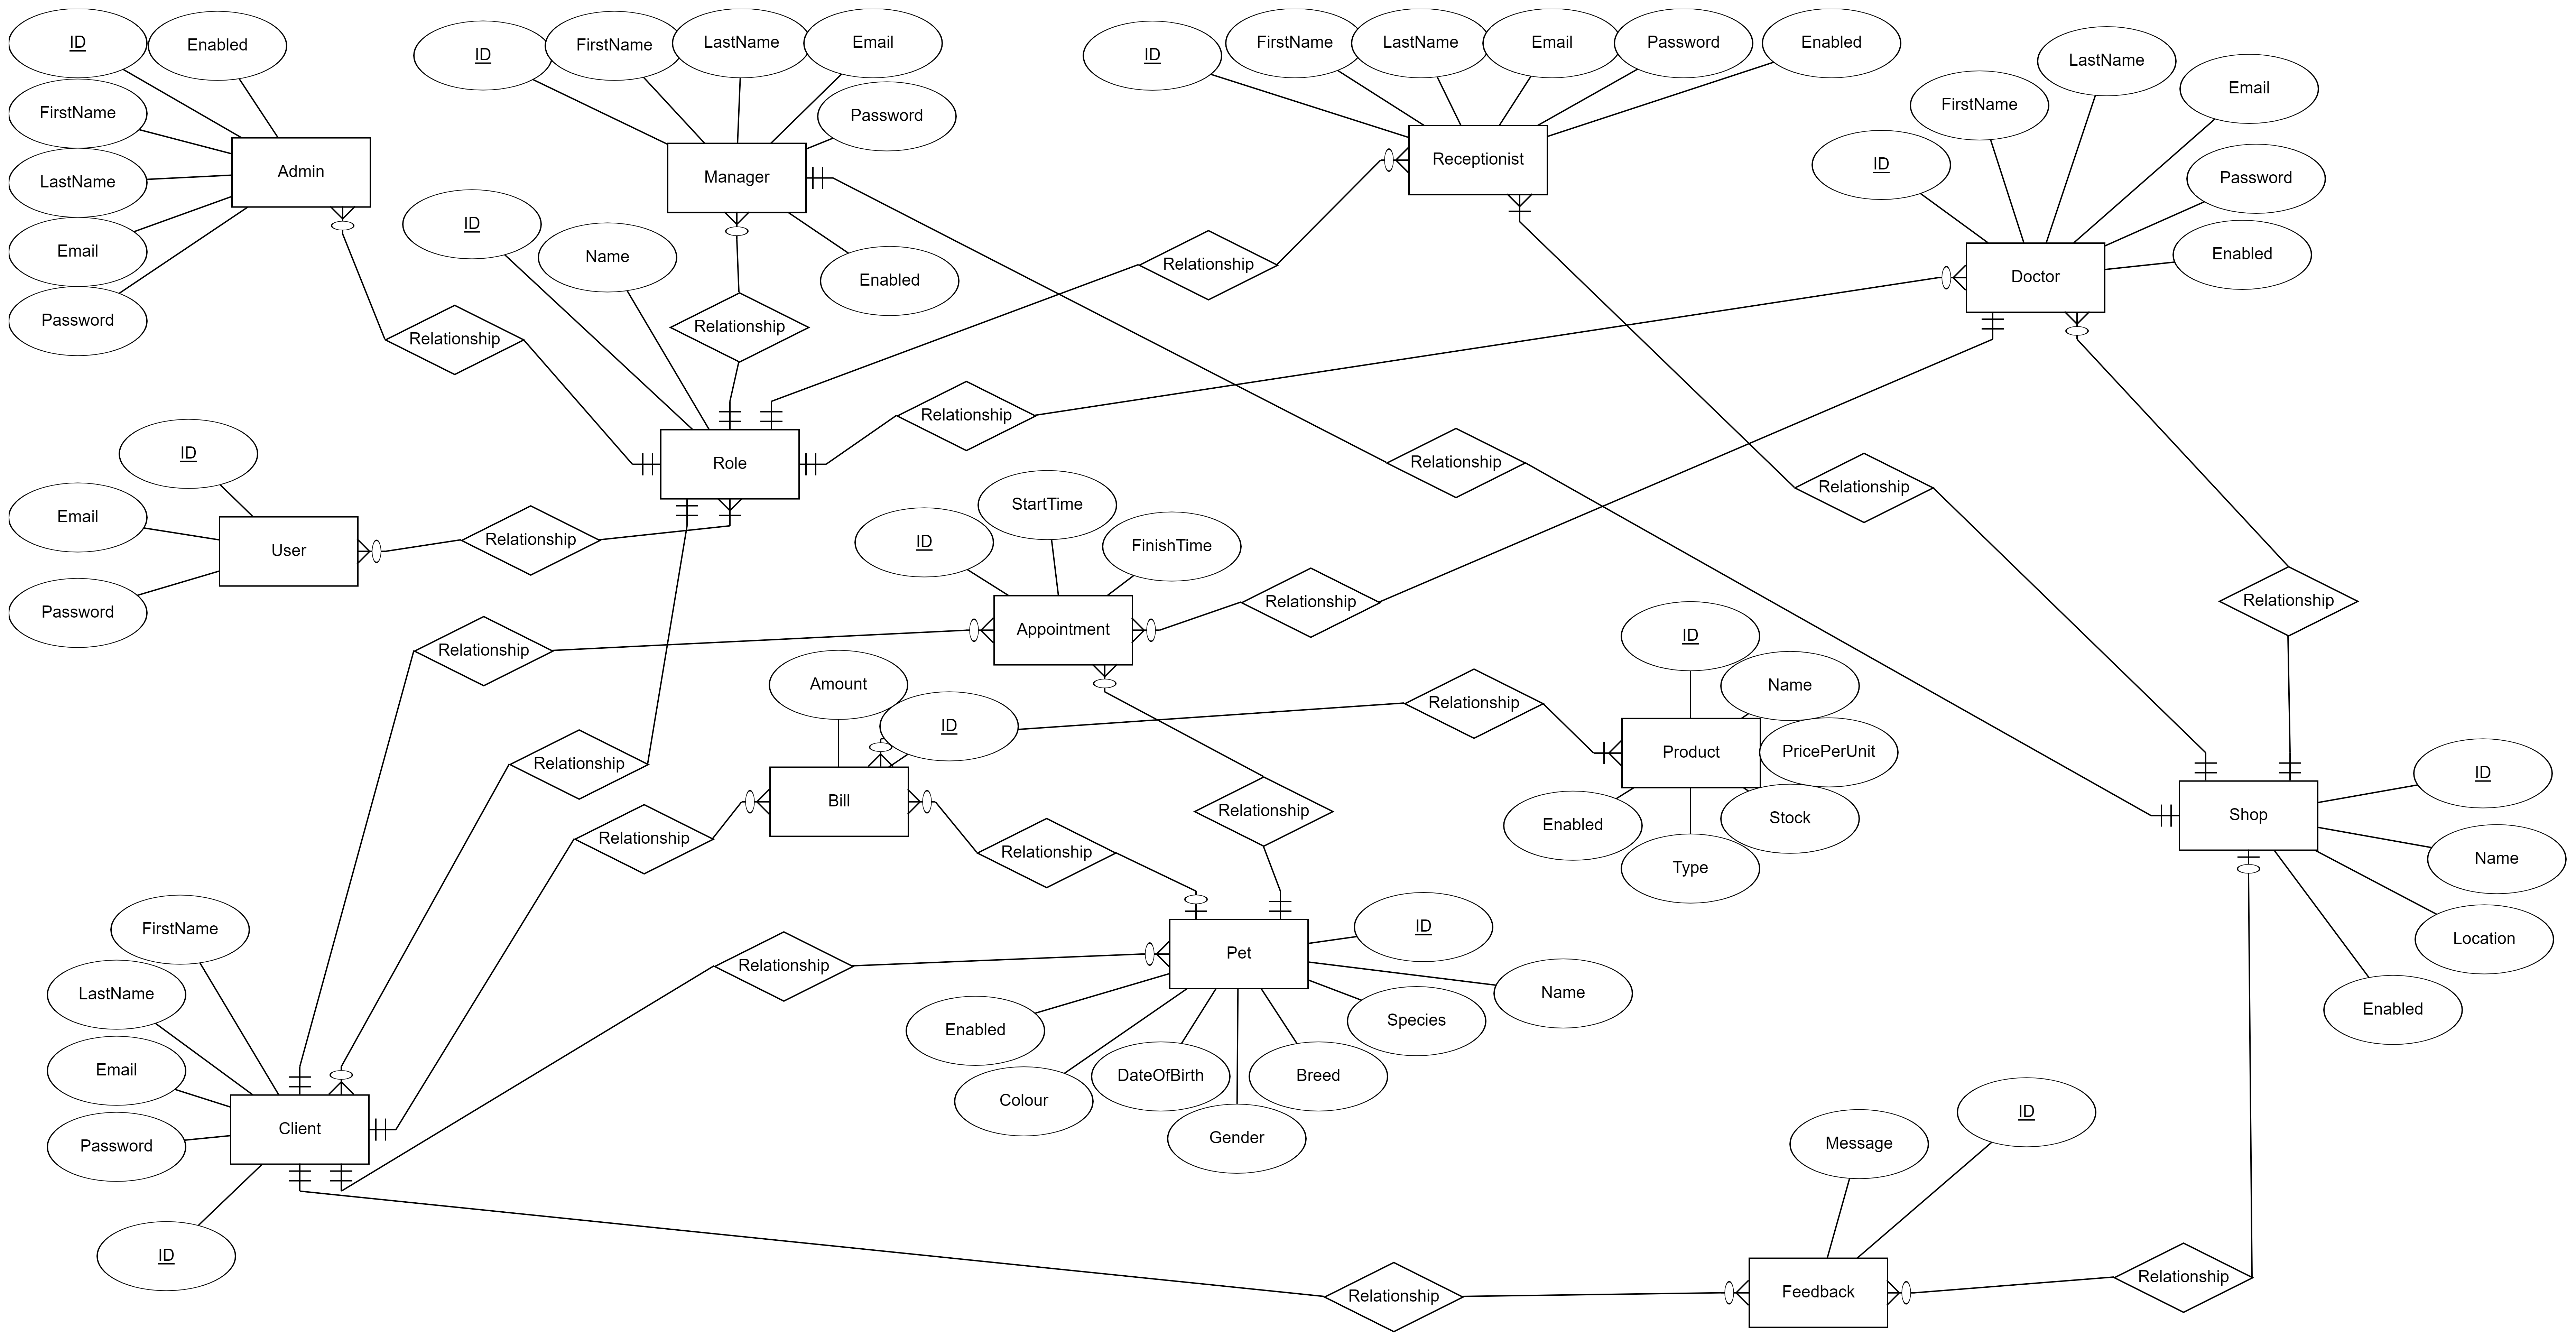 ID
Enabled
FirstName
LastName
Email
Password
Admin
ID
FirstName
LastName
Email
Password
Manager
Enabled
ID
FirstName
LastName
Email
Password
Enabled
Receptionist
ID
FirstName
LastName
Email
Password
Enabled
Doctor
ID
Name
Relationship
Relationship
Relationship
Relationship
Role
Relationship
Relationship
ID
Email
Password
User
Relationship
ID
StartTime
FinishTime
Appointment
Relationship
Relationship
Relationship
Amount
ID
Bill
Relationship
Relationship
Relationship
Relationship
Relationship
ID
Name
PricePerUnit
Stock
Type
Enabled
Product
ID
Name
Location
Enabled
Shop
Relationship
Pet
ID
Name
Species
Breed
Gender
DateOfBirth
Colour
Enabled
FirstName
LastName
Email
Password
ID
Client
Relationship
Message
ID
Feedback
Relationship
Relationship